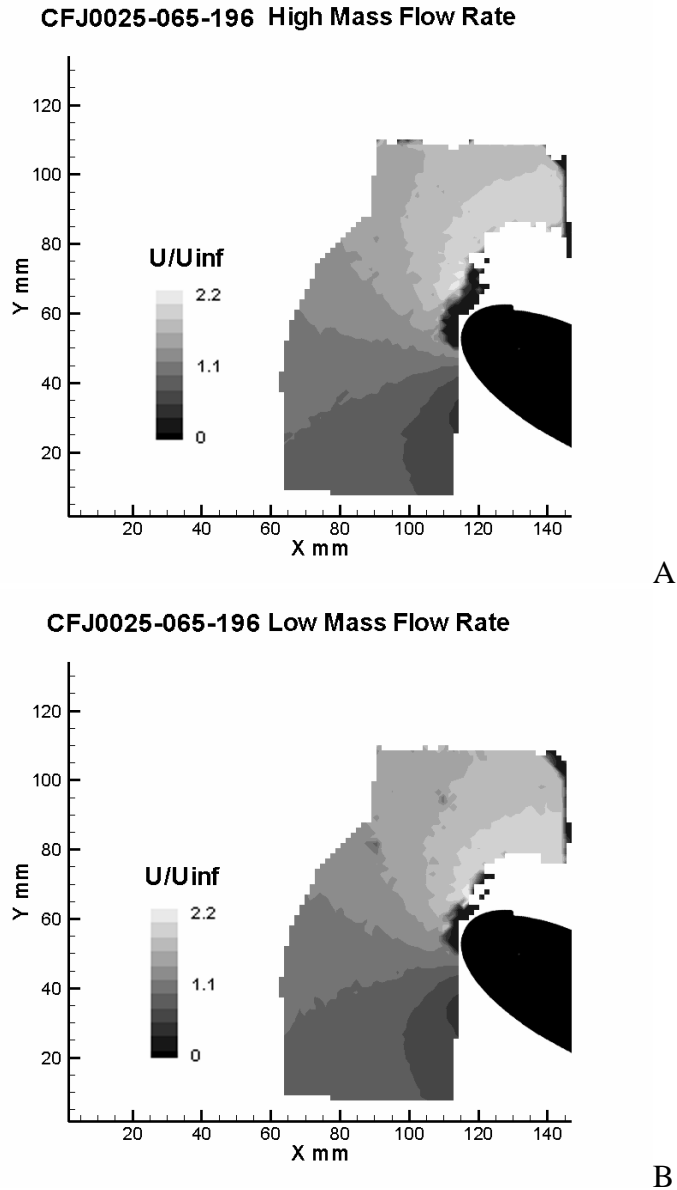 CFJ0025-065-196 High Mass Flow Rate
120
100
80
60
40
20
Y mm
U/Uinf
2.2
1.1
0
20 40 60 80 100 120 140
X mm
A
CFJ0025-065-196 Low Mass Flow Rate
120
100
80
60
40
20
Y mm
U/Uinf
2.2
1.1
0
20 40 60 80 100 120 140
X mm
B